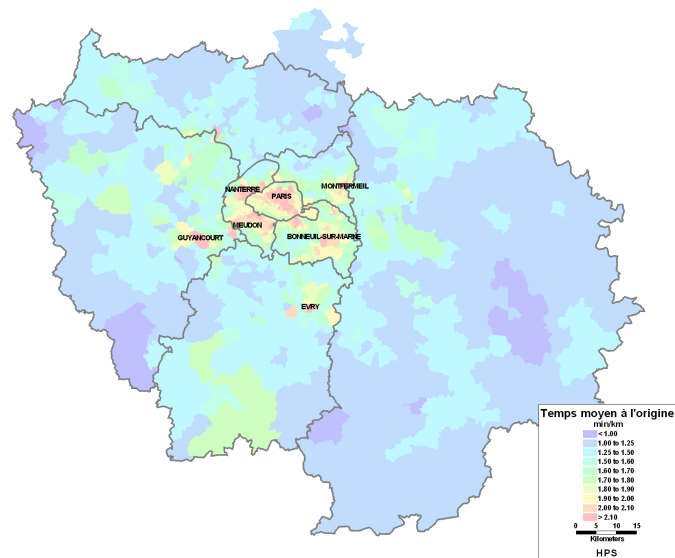 MONTFERMEIL
NANTERRE
PARIS
MEUDON
GUYANCOURT
BONNEUIL-SUR-MARNE
EVRY
Temps moyen à l'origine
min/km
< 1.00
1.00 to 1.25
1.25 to 1.50
1.50 to 1.60
1.60 to 1.70
1.70 to 1.80
1.80 to 1.90
1.90 to 2.00
2.00 to 2.10
> 2.10
0 5 10 15
Kilometers
HPS